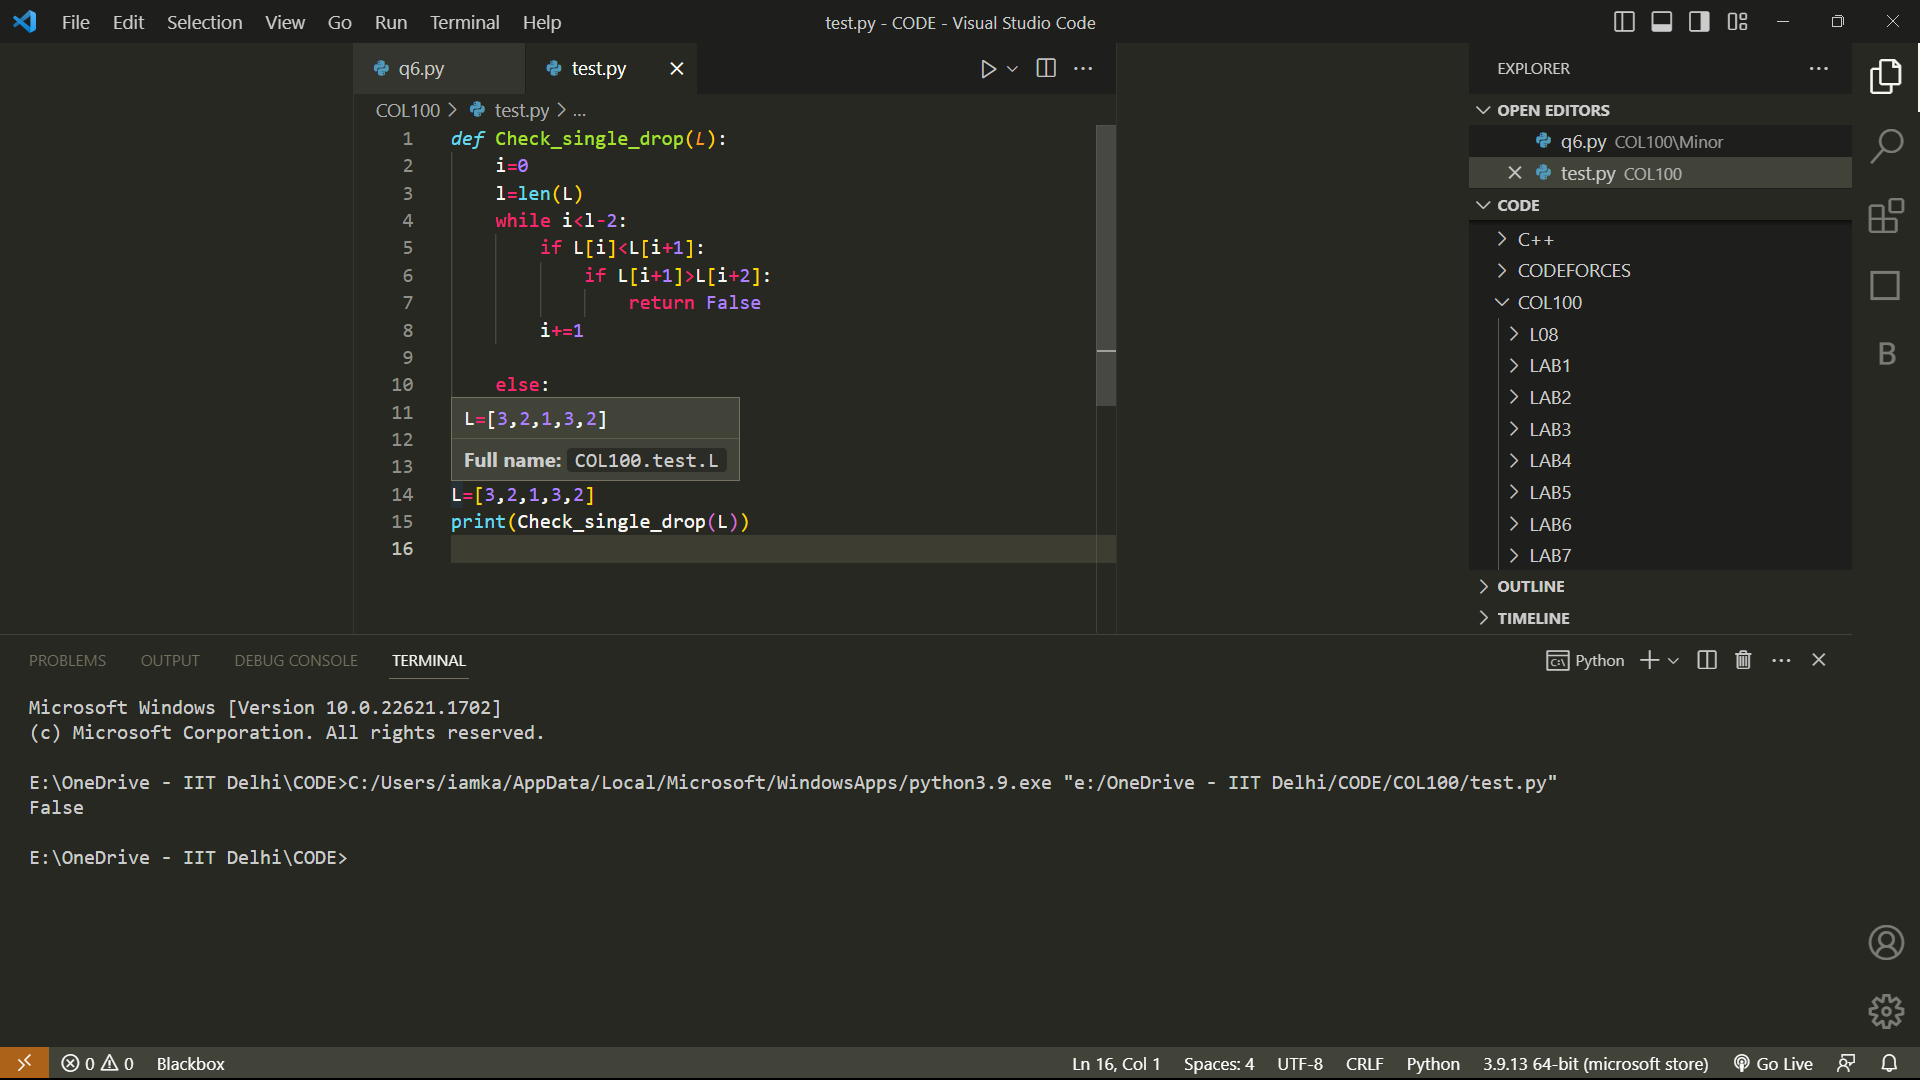 File Edit Selection View Go Run Terminal Help
test.py - CODE - Visual Studio Code
q6.py
test.py
COL100 > test.py > ...
1 def Check_single_drop(L):
2 i=0
3 l=len(L)
4 while i<l-2:
5 if L[i]<L[i+1]:
6 if L[i+1]>L[i+2]:
7 return False
8 i+=1
9
10 else:
11
12
13
L=[3,2,1,3,2]
Full name: COL100.test.L
14 L=[3,2,1,3,2]
15 print(Check_single_drop(L))
16
EXPLORER
OPEN EDITORS
q6.py COL100\Minor
test.py COL100
CODE
C++
CODEFORCES
COL100
L08
LAB1
LAB2
LAB3
LAB4
LAB5
LAB6
LAB7
OUTLINE
TIMELINE
B
PROBLEMS OUTPUT DEBUG CONSOLE TERMINAL
Python
Microsoft Windows [Version 10.0.22621.1702]
(c) Microsoft Corporation. All rights reserved.
E:\OneDrive - IIT Delhi\CODE>C:/Users/iamka/AppData/Local/Microsoft/WindowsApps/python3.9.exe "e:/OneDrive - IIT Delhi/CODE/COL100/test.py"
False
E:\OneDrive - IIT Delhi\CODE>
0 0 Blackbox
Ln 16, Col 1 Spaces: 4 UTF-8 CRLF Python 3.9.13 64-bit (microsoft store) Go Live